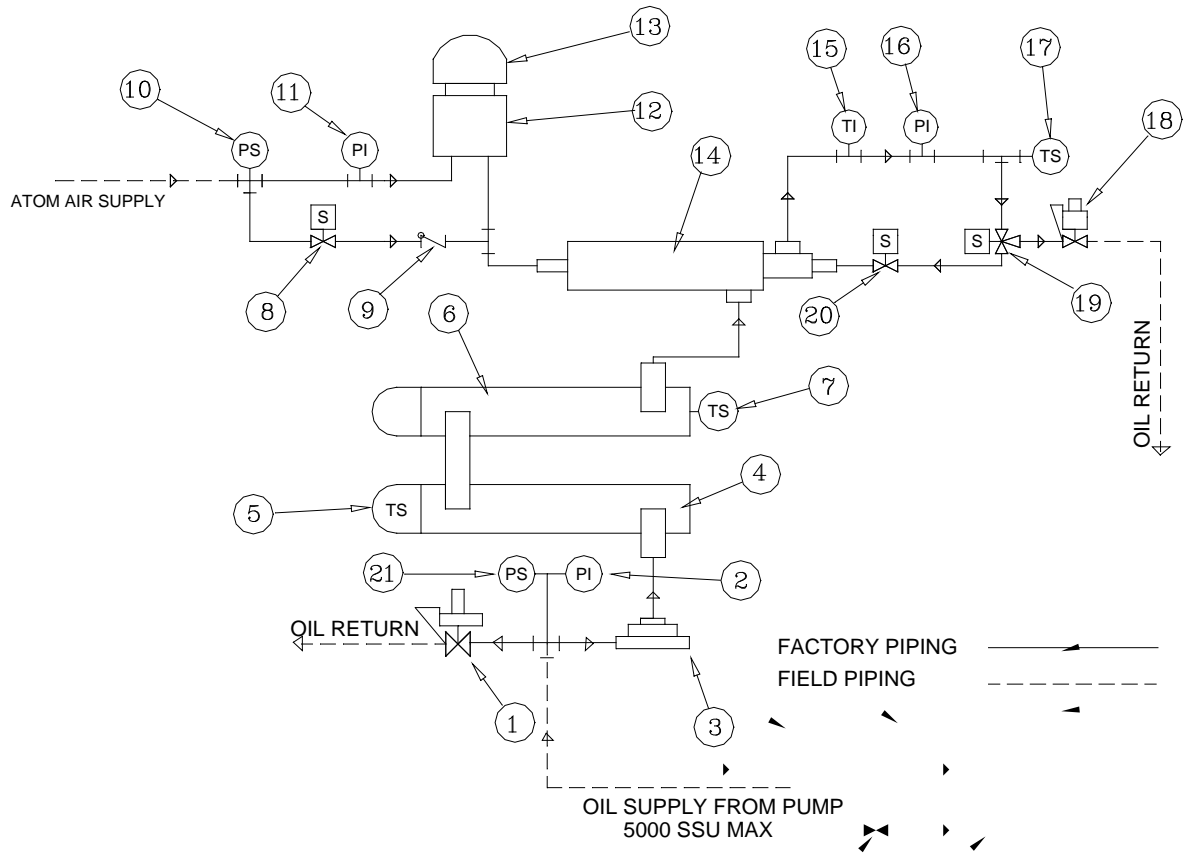 13
15
16
17
10
11
12
18
PS
PI
TI
PI
TS
14
ATOM AIR SUPPLY
S
S
S
8
9
6
20
19
7
TS
OIL RETURN
4
5
TS
21
PS
PI
2
OIL RETURN
FACTORY PIPING
FIELD PIPING
1
3
OIL SUPPLY FROM PUMP
5000 SSU MAX